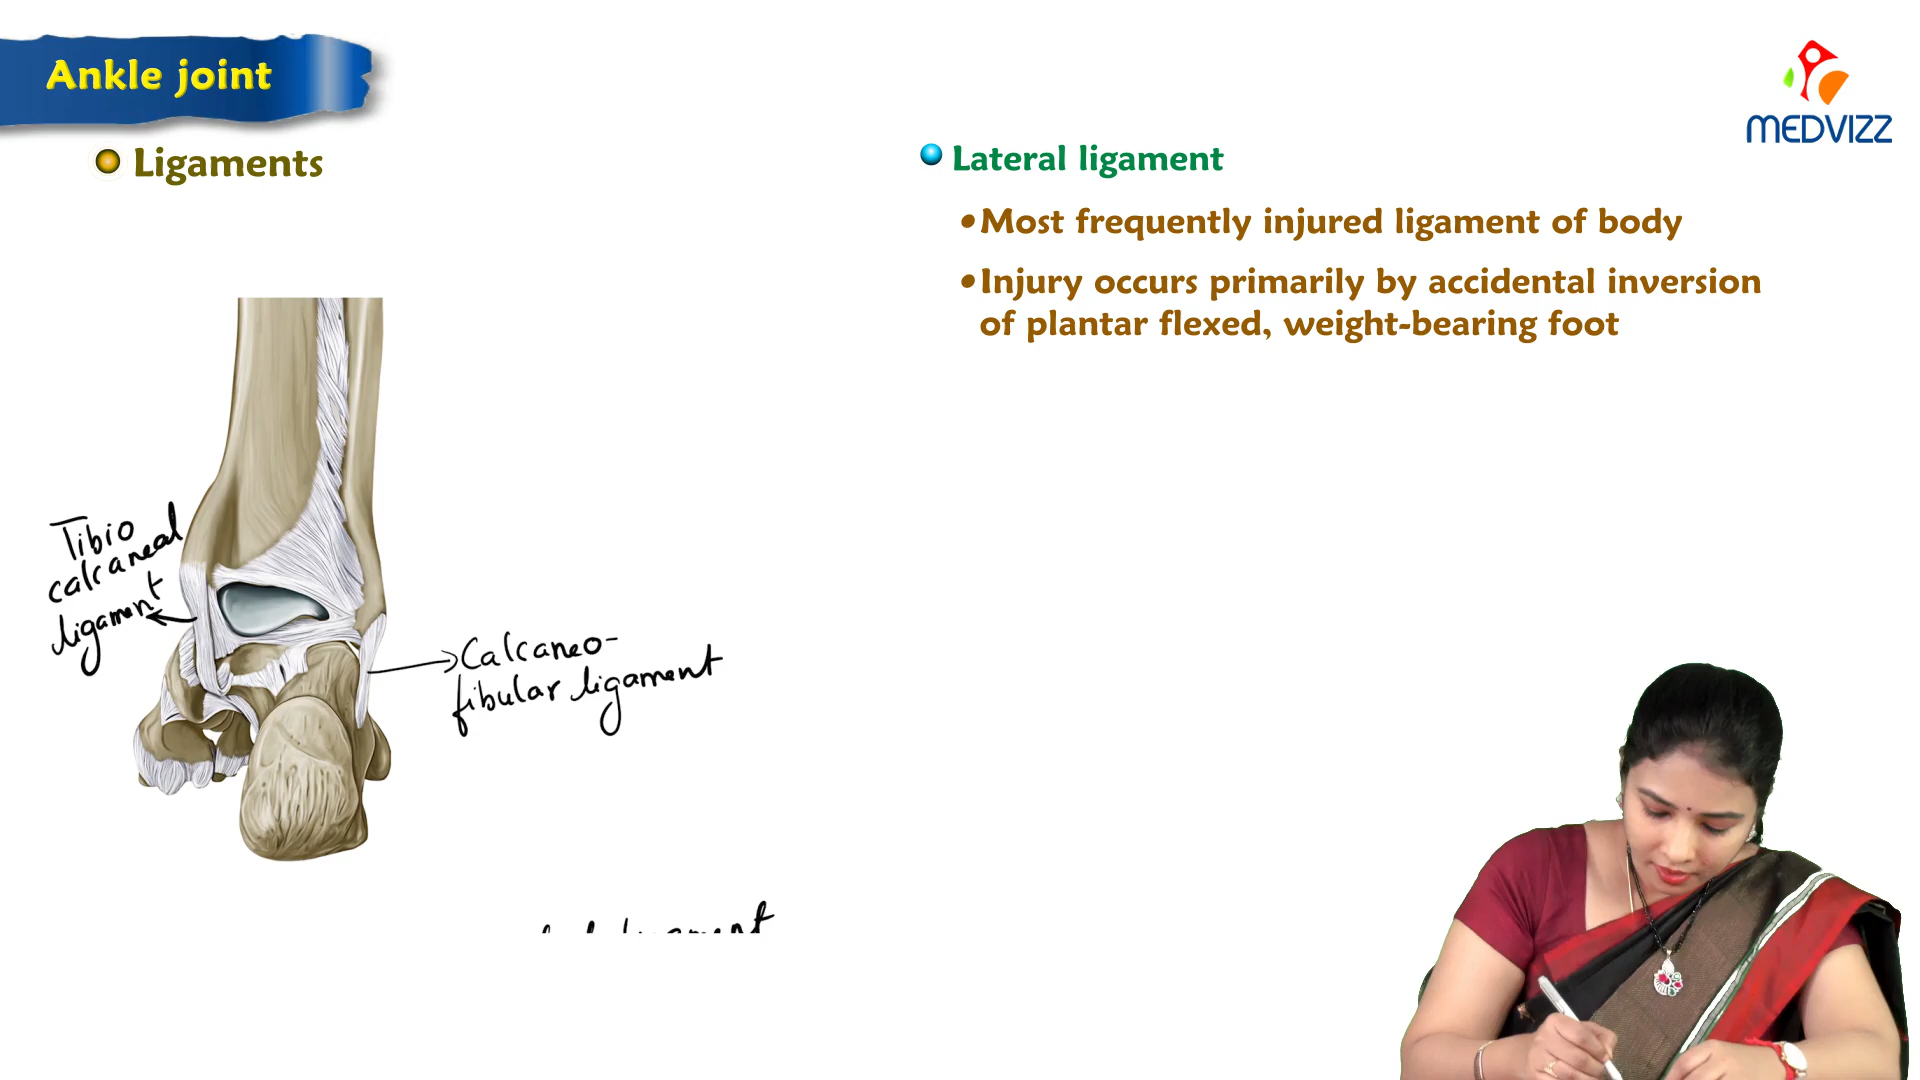 Ankle joint
MEDVIZZ
Ligaments
Tibio
calcaneal
ligament
Calcaneo-
fibular ligament
Lateral ligament
•Most frequently injured ligament of body
•Injury occurs primarily by accidental inversion
of plantar flexed, weight-bearing foot